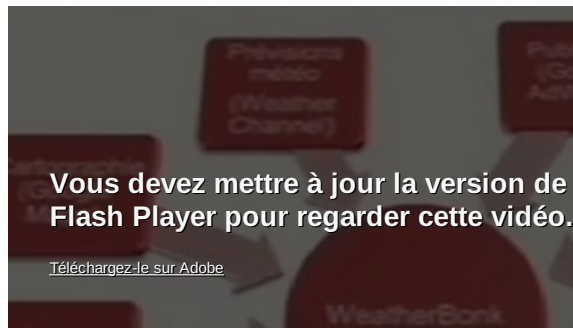 Prévisions
météo
(Weather
Channel)
Vous devez mettre à jour la version de
Flash Player pour regarder cette vidéo.
Téléchargez-le sur Adobe
WeatherBonk